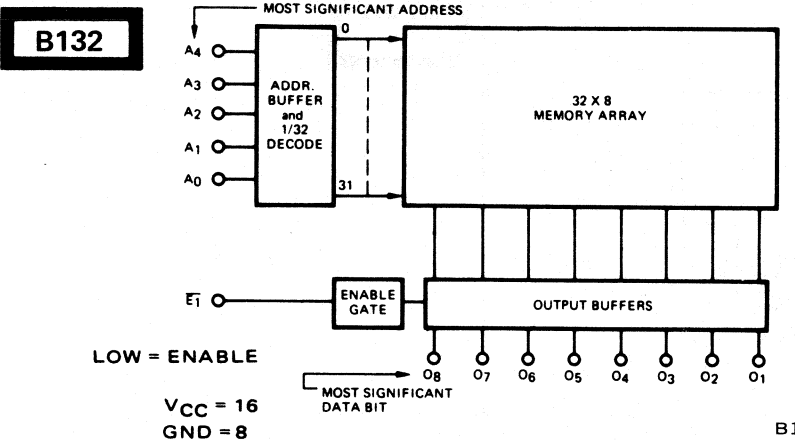 MOST SIGNIFICANT ADDRESS
B132
0
A4
A3
A2
A1
A0
ADDR.
BUFFER
and
1/32
DECODE
31
32 X 8
MEMORY ARRAY
E1
ENABLE
GATE
OUTPUT BUFFERS
LOW = ENABLE
O8 O7 O6 O5 O4 O3 O2 O1
MOST SIGNIFICANT
DATA BIT
VCC = 16
GND = 8